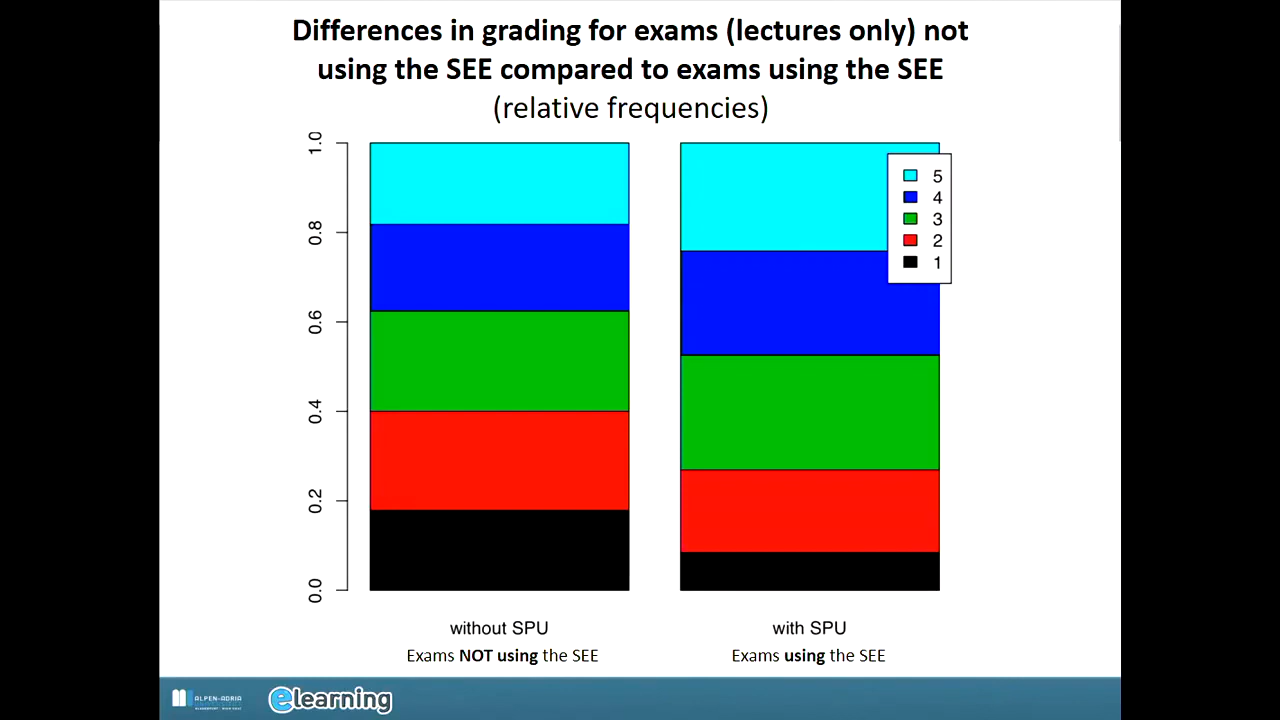 Differences in grading for exams (lectures only) not
using the SEE compared to exams using the SEE
(relative frequencies)
1.0
0.8
0.6
0.4
0.2
0.0
5
4
3
2
1
without SPU
with SPU
Exams NOT using the SEE
Exams using the SEE
ALPEN-ADRIA
elearning